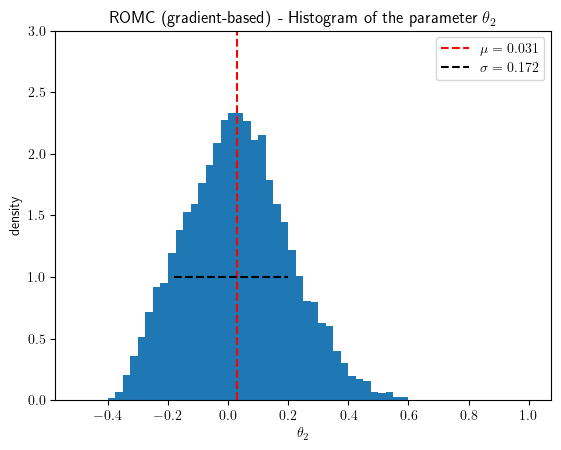 ROMC (gradient-based) - Histogram of the parameter θ₂
μ = 0.031
σ = 0.172
density
3.0
2.5
2.0
1.5
1.0
0.5
0.0
−0.4 −0.2 0.0 0.2 0.4 0.6 0.8 1.0
θ₂